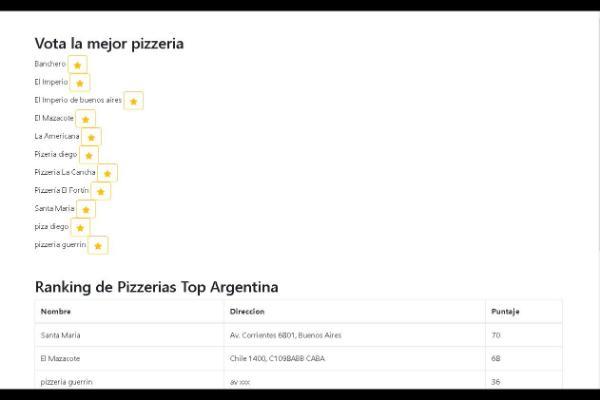 Vota la mejor pizzeria
Banchero
El Imperio
El Imperio de buenos aires
El Mazacote
La Americana
Pizeria diego
Pizzeria La Cancha
Pizzeria El Fortin
Santa Maria
piza diego
pizzeria guerrin
Ranking de Pizzerias Top Argentina
Nombre Direccion Puntaje
Santa Maria Av. Corrientes 6801, Buenos Aires 70
El Mazacote Chile 1400, C1098ABB CABA 68
pizzeria guerrin av xxx 36